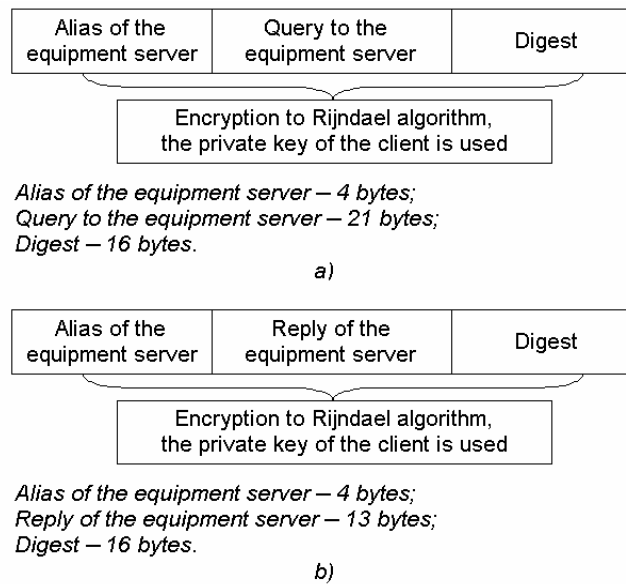 Alias of the equipment server
Query to the equipment server
Digest
Encryption to Rijndael algorithm,
the private key of the client is used
Alias of the equipment server – 4 bytes;
Query to the equipment server – 21 bytes;
Digest – 16 bytes.
a)
Alias of the equipment server
Reply of the equipment server
Digest
Encryption to Rijndael algorithm,
the private key of the client is used
Alias of the equipment server – 4 bytes;
Reply of the equipment server – 13 bytes;
Digest – 16 bytes.
b)